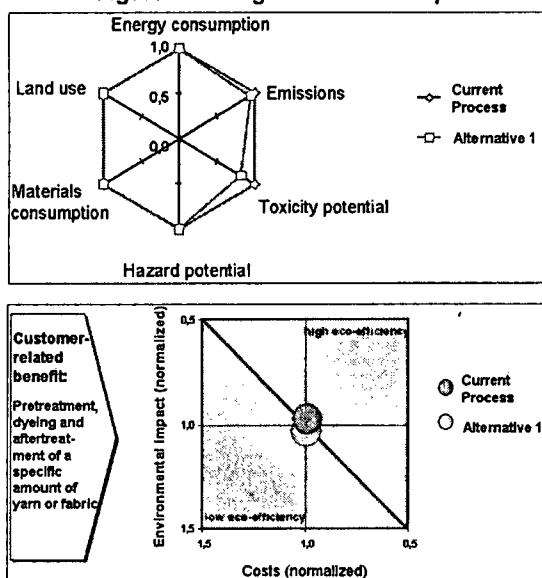 Energy consumption
1,0
Land use
0,5
Emissions
Current
Process
0,0
Alternative 1
Materials
consumption
Toxicity potential
Hazard potential
Customer-
related
benefit:
Pretreatment,
dyeing and
aftertreat-
ment of a
specific
amount of
yarn or fabric
Environmental Impact (normalized)
0,5
high eco-efficiency
Current
Process
1,0
Alternative 1
low eco-efficiency
1,5
1,5
1,0
0,5
Costs (normalized)